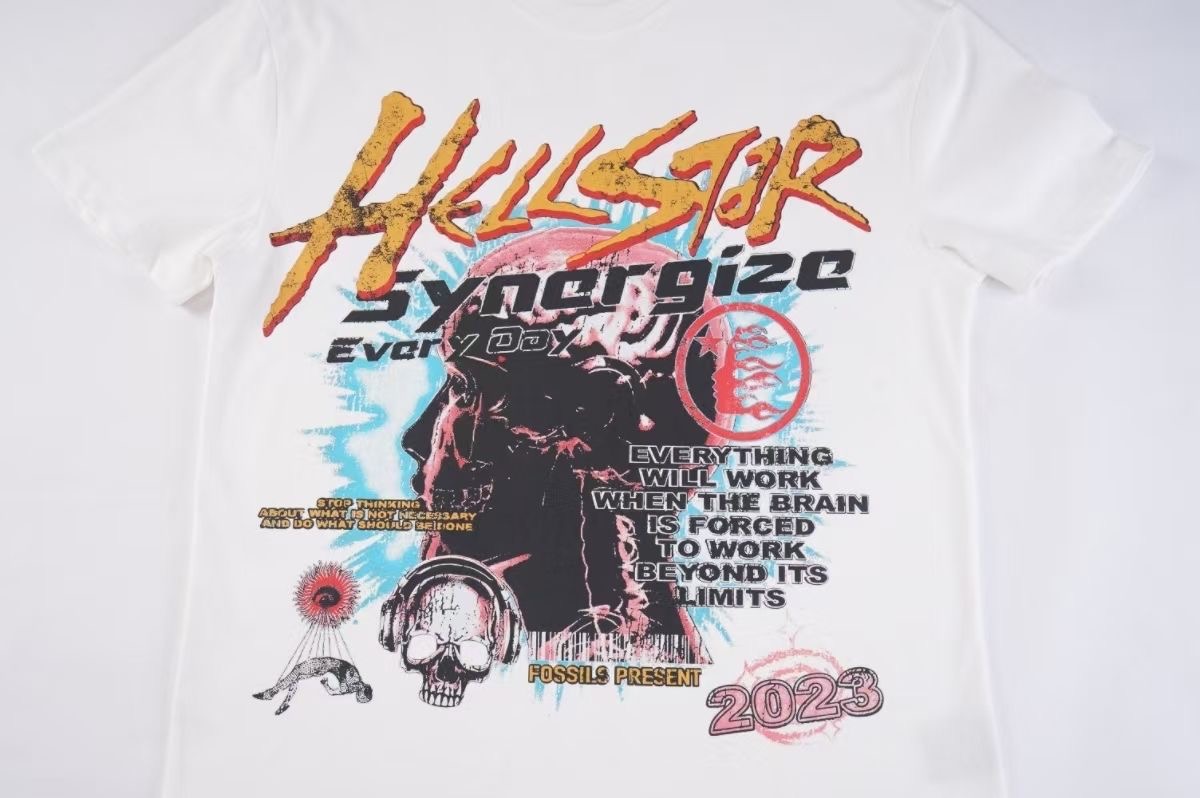 HELLSTAR
Synergize
Every Day
EVERYTHING
WILL WORK
WHEN THE BRAIN
IS FORCED
TO WORK
BEYOND ITS
LIMITS
STOP THINKING
ABOUT WHAT IS NOT NECESSARY
AND DO WHAT SHOULD BE DONE
FOSSILS PRESENT
2023